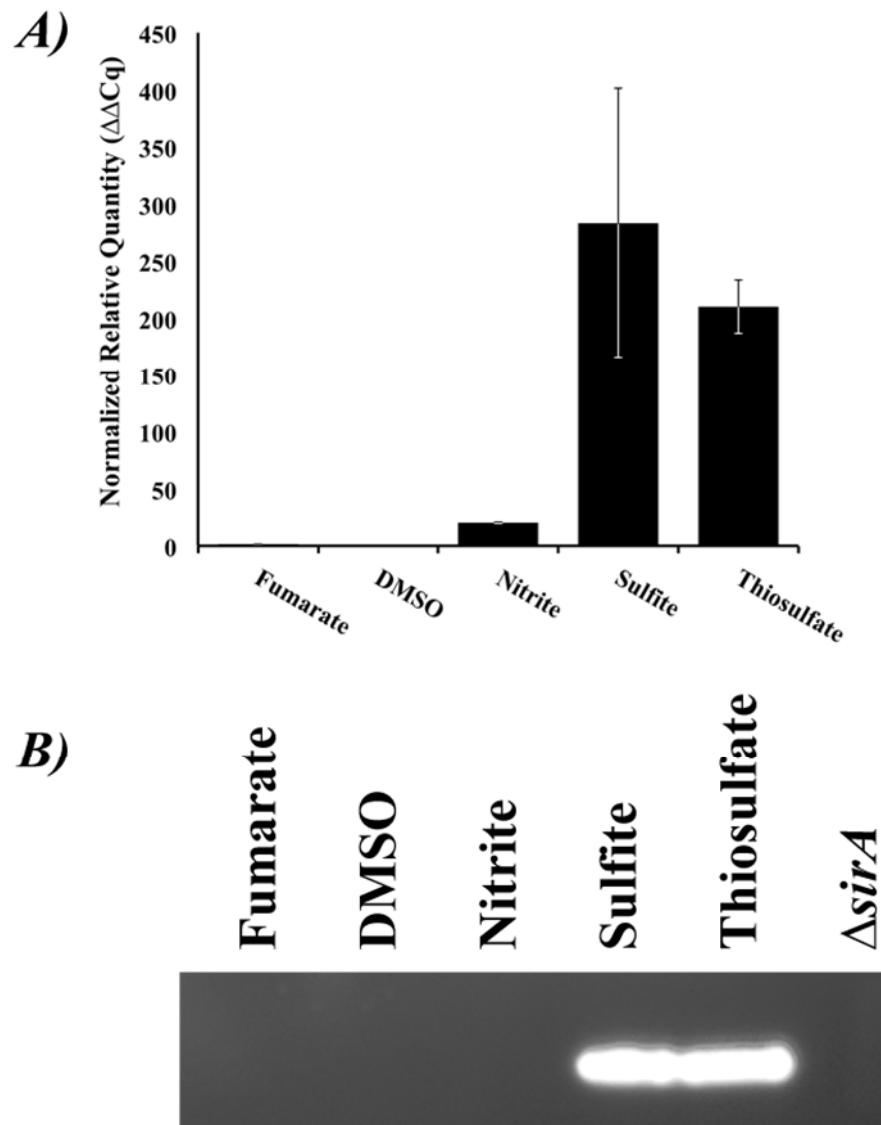 A)
Normalized Relative Quantity (ΔΔCq)
450
400
350
300
250
200
150
100
50
0
Fumarate
DMSO
Nitrite
Sulfite
Thiosulfate
B)
Fumarate
DMSO
Nitrite
Sulfite
Thiosulfate
ΔsirA